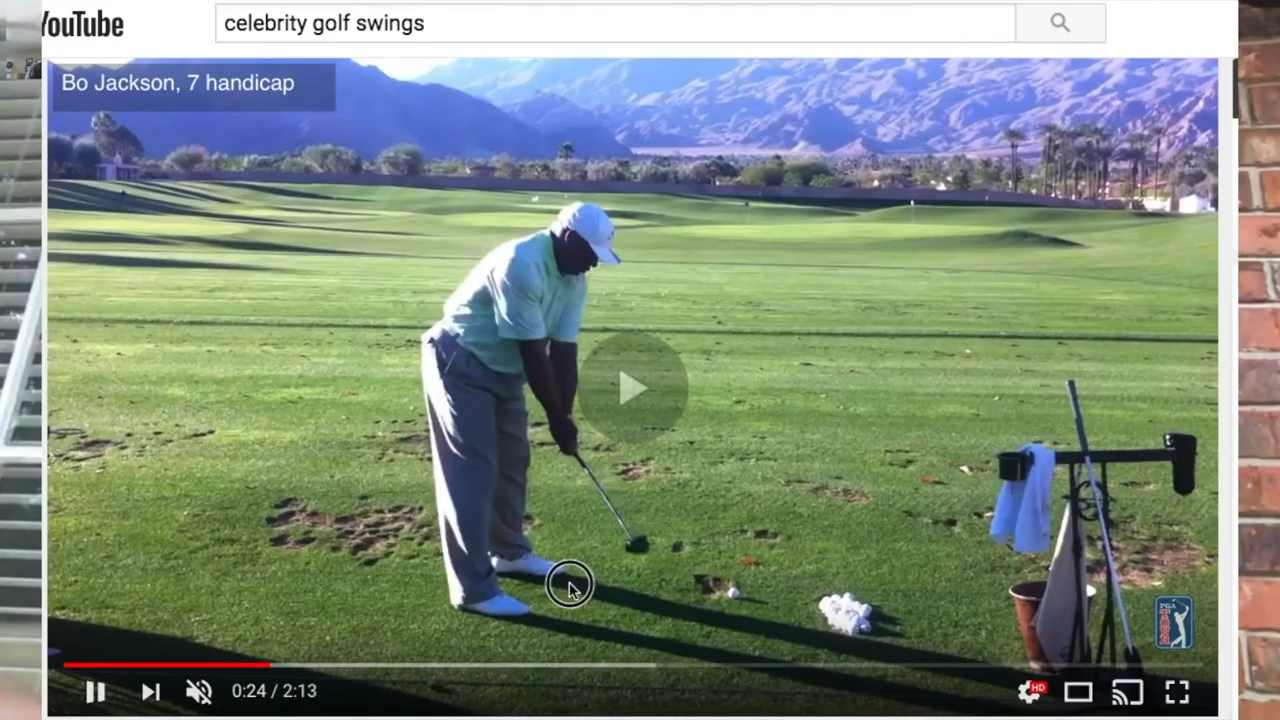 YouTube
celebrity golf swings
Bo Jackson, 7 handicap
PGA
TOUR
0:24 / 2:13
HD